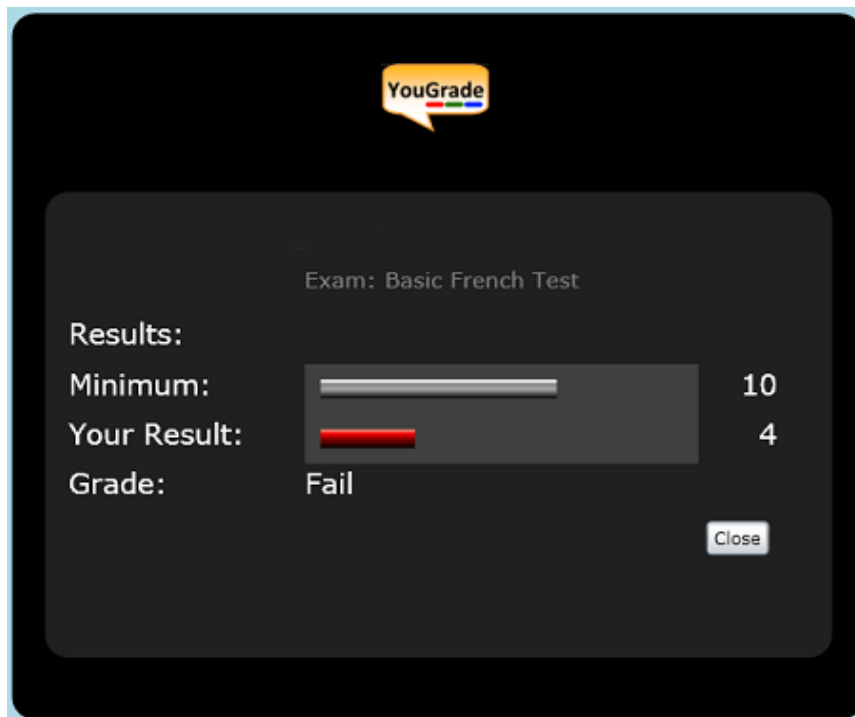 YouGrade
Exam: Basic French Test
Results:
Minimum: 10
Your Result: 4
Grade: Fail
Close